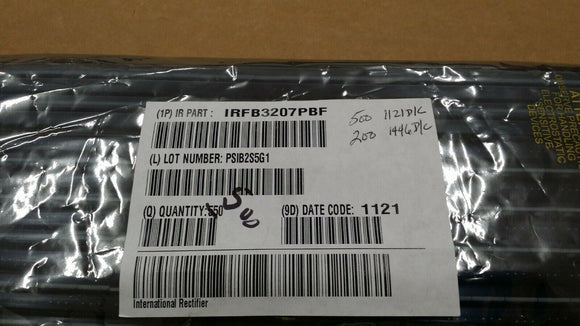 (1P) IR PART: IRFB3207PBF
500 1121D/C
200 1446D/C
(L) LOT NUMBER: PSIB2S5G1
(Q) QUANTITY: 550
500
(9D) DATE CODE: 1121
International Rectifier